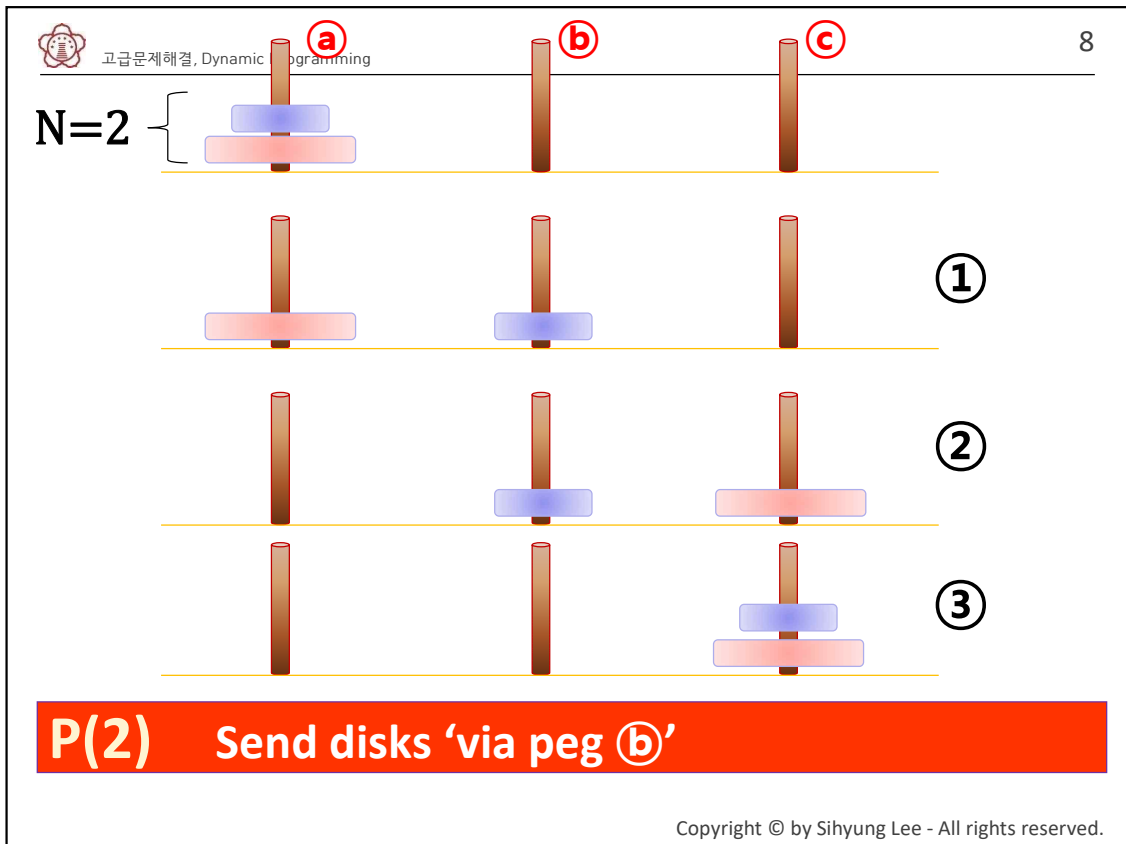 ⓐ ⓑ ⓒ 8
고급문제해결, Dynamic Programming
N=2
①
②
③
P(2) Send disks ‘via peg ⓑ’
Copyright © by Sihyung Lee - All rights reserved.